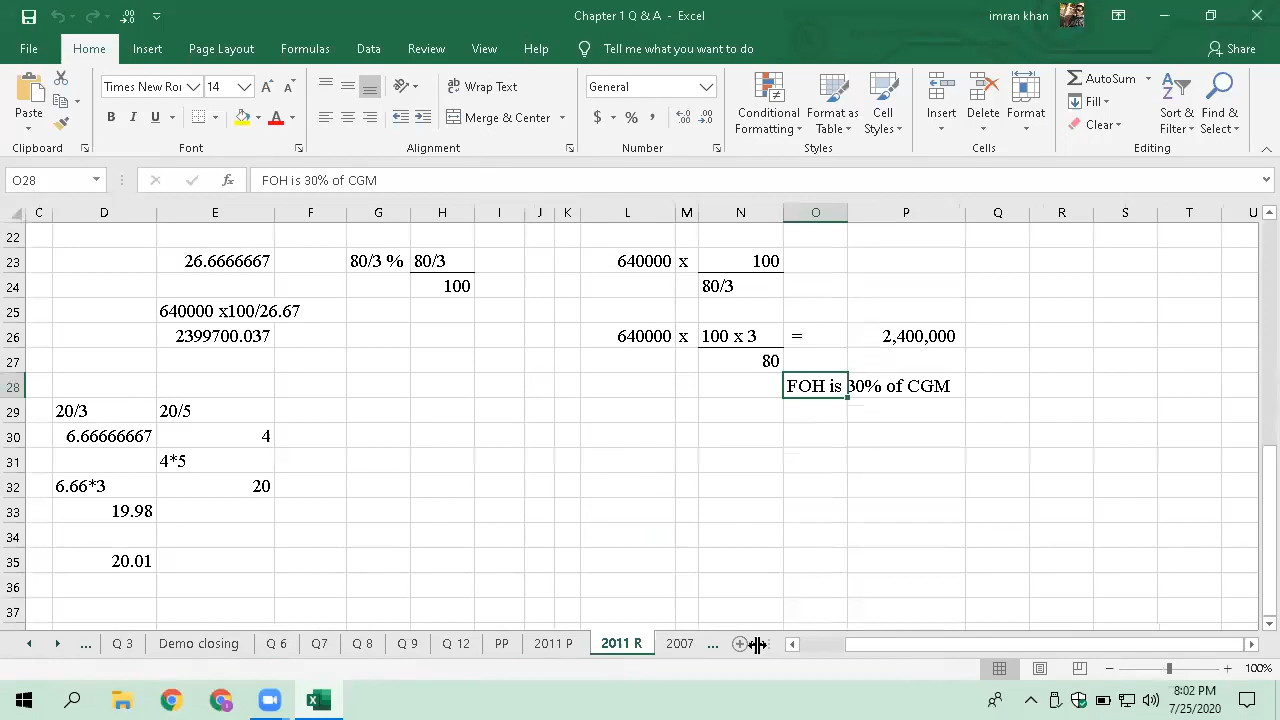 Chapter 1 Q & A - Excel
imran khan
File Home Insert Page Layout Formulas Data Review View Help Tell me what you want to do Share
Paste
Clipboard
Times New Roi 14
B I U
Font
Wrap Text
Merge & Center
Alignment
General
$ % ,
Number
Conditional Formatting
Format as Table
Cell Styles
Styles
Insert Delete Format
Cells
AutoSum
Fill
Clear
Sort & Filter
Find & Select
Editing
O28 fx FOH is 30% of CGM
C D E F G H I J K L M N O P Q R S T U
22
23 26.6666667 80/3 % 80/3 640000 x 100
24 100 80/3
25 640000 x100/26.67
26 2399700.037 640000 x 100 x 3 = 2,400,000
27 80
28 FOH is 30% of CGM
29 20/3 20/5
30 6.66666667 4
31 4*5
32 6.66*3 20
33 19.98
34
35 20.01
36
37
... Q 3 Demo closing Q 6 Q7 Q 8 Q 9 Q 12 PP 2011 P 2011 R 2007 ...
100%
8:02 PM
7/25/2020